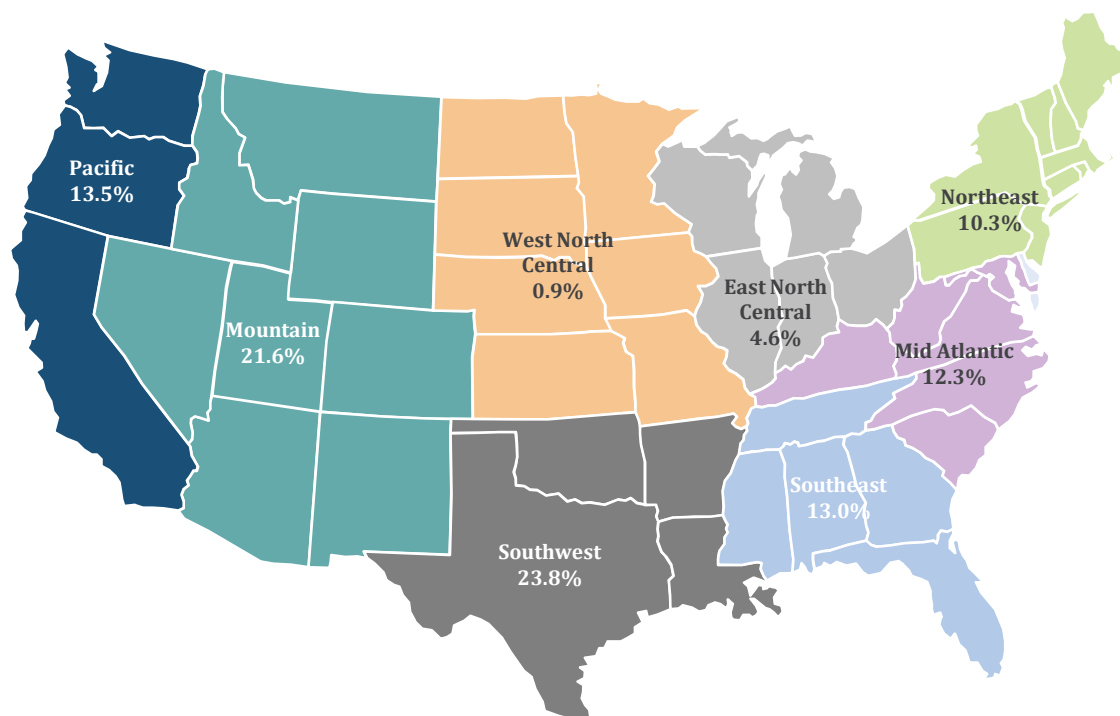 Pacific
13.5%
Mountain
21.6%
West North
Central
0.9%
Southwest
23.8%
East North
Central
4.6%
Southeast
13.0%
Mid Atlantic
12.3%
Northeast
10.3%